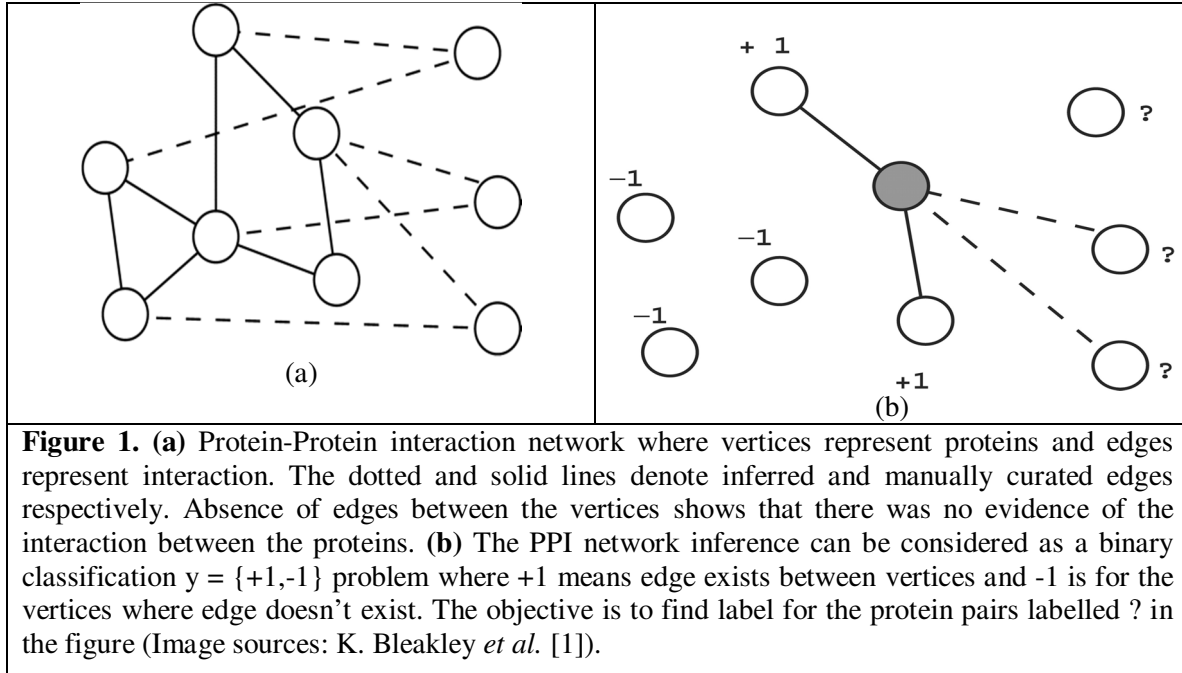 + 1
?
−1
−1
?
−1
?
+1
(a)
(b)
Figure 1. (a) Protein-Protein interaction network where vertices represent proteins and edges
represent interaction. The dotted and solid lines denote inferred and manually curated edges
respectively. Absence of edges between the vertices shows that there was no evidence of the
interaction between the proteins. (b) The PPI network inference can be considered as a binary
classification y = {+1,-1} problem where +1 means edge exists between vertices and -1 is for the
vertices where edge doesn’t exist. The objective is to find label for the protein pairs labelled ? in
the figure (Image sources: K. Bleakley et al. [1]).